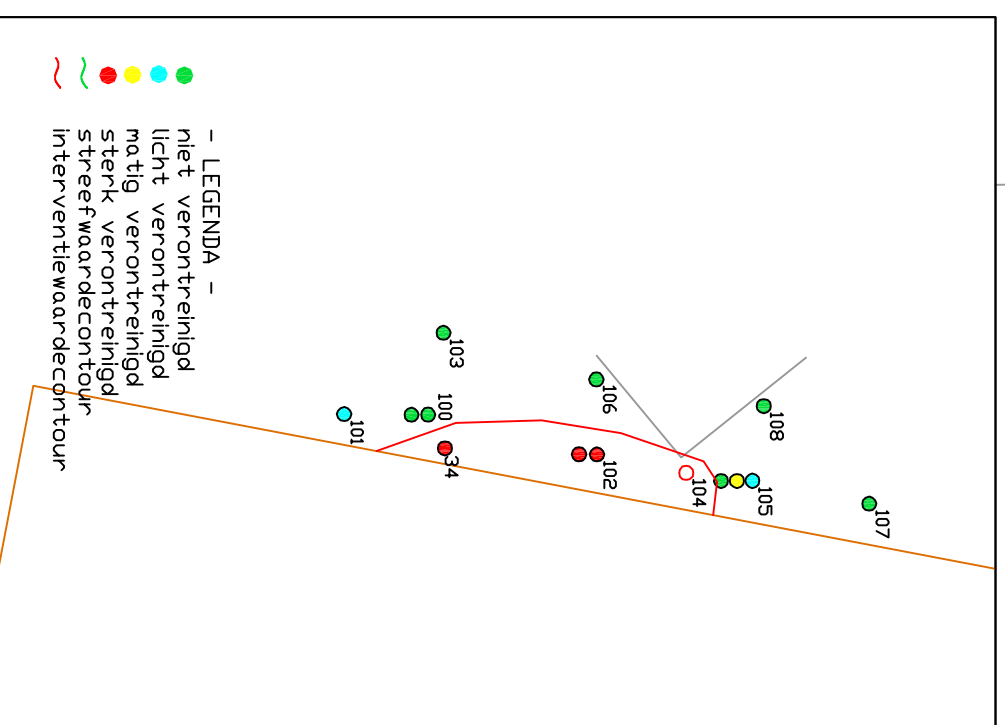 - LEGENDA -
niet verontreinigd
licht verontreinigd
matig verontreinigd
sterk verontreinigd
streefwaardecontour
interventiewaardecontour
103
106
108
100
101
34
102
104
105
107